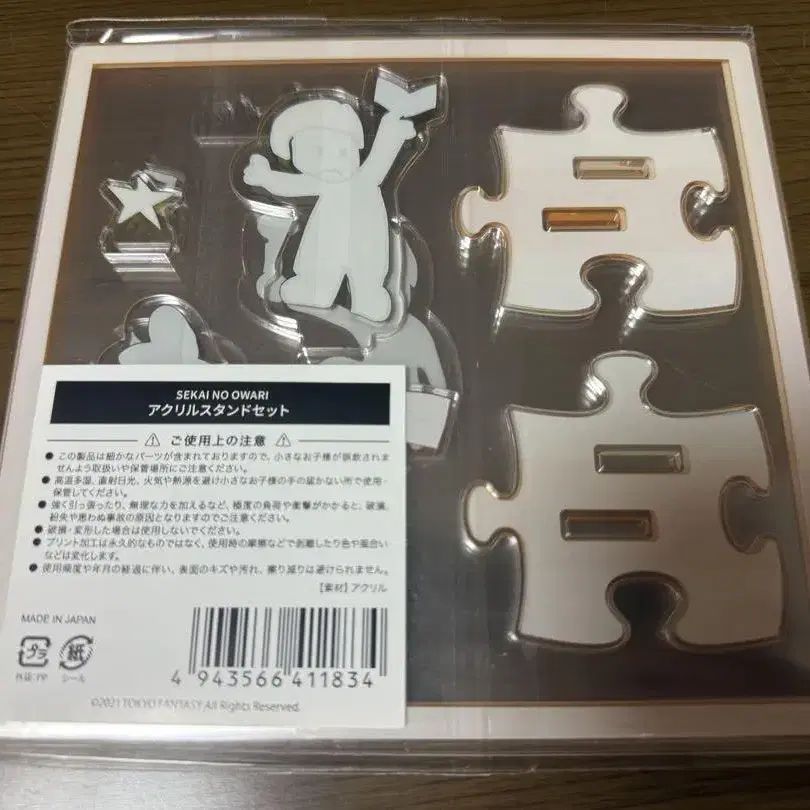 SEKAI NO OWARI
アクリルスタンドセット
ご使用上の注意
● この製品は細かなパーツが含まれておりますので、小さなお子様が誤飲されま
せんよう取扱いや保管場所にご注意ください。
● 高温多湿、直射日光、火気や熱源を避け小さなお子様の手の届かない所で使用・
保管してください。
● 強く引っ張ったり、無理な力を加えるなど、極度の負荷や衝撃がかかると、破損、
紛失や思わぬ事故の原因となりますのでご注意ください。
● 破損・変形した場合は使用しないでください。
● プリント加工は永久的なものではなく、使用時の摩擦などで剥離したり色や風合い
などは変化します。
● 使用頻度や年月の経過に伴い、表面のキズや汚れ、擦り減りは避けられません。
【素材】アクリル
MADE IN JAPAN
プラ 紙
外装:PP シール
4 943566 411834
©2021 TOKYO FANTASY All Rights Reserved.